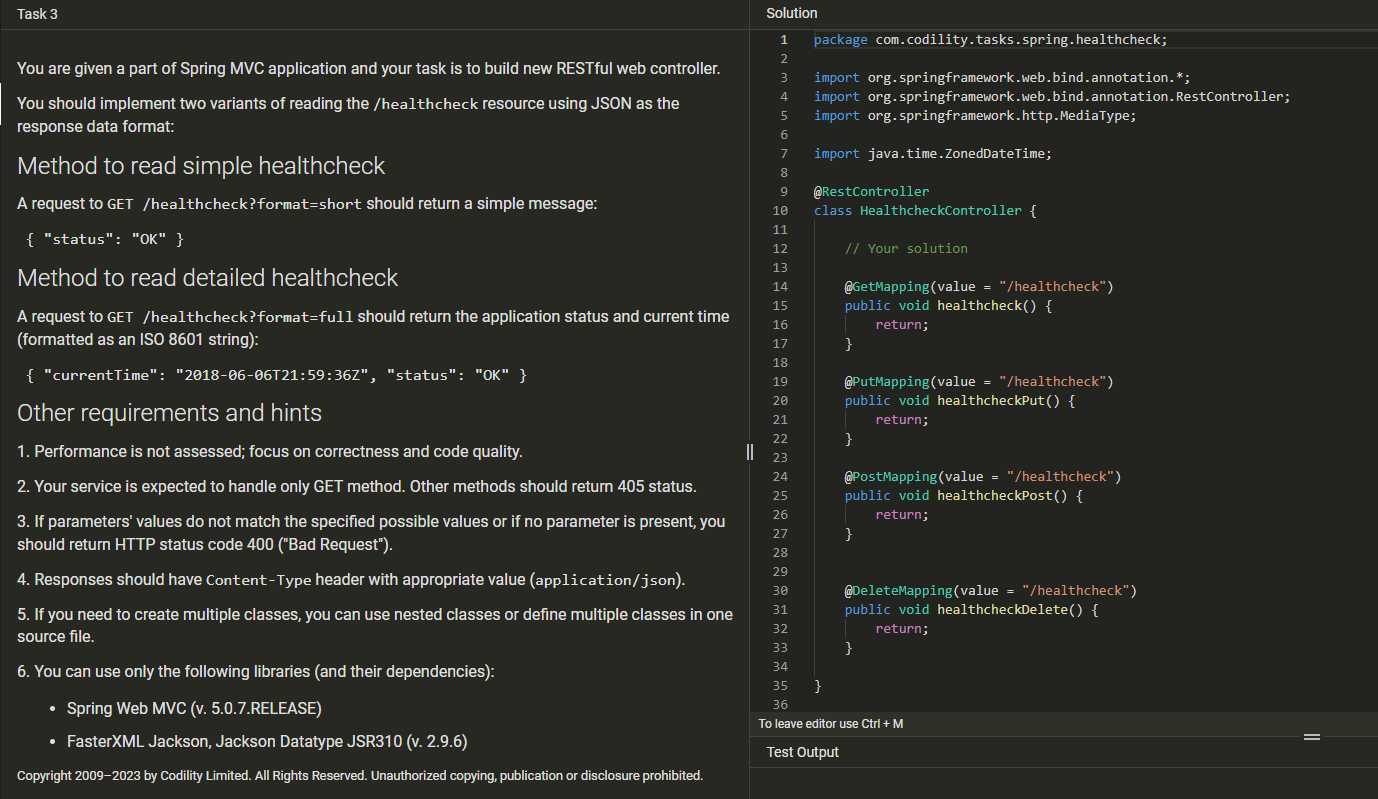 Task 3
You are given a part of Spring MVC application and your task is to build new RESTful web controller.
You should implement two variants of reading the /healthcheck resource using JSON as the
response data format:
Method to read simple healthcheck
A request to GET /healthcheck?format=short should return a simple message:
{ "status": "OK" }
Method to read detailed healthcheck
A request to GET /healthcheck?format=full should return the application status and current time
(formatted as an ISO 8601 string):
{ "currentTime": "2018-06-06T21:59:36Z", "status": "OK" }
Other requirements and hints
1. Performance is not assessed; focus on correctness and code quality.
2. Your service is expected to handle only GET method. Other methods should return 405 status.
3. If parameters' values do not match the specified possible values or if no parameter is present, you
should return HTTP status code 400 ("Bad Request").
4. Responses should have Content-Type header with appropriate value (application/json).
5. If you need to create multiple classes, you can use nested classes or define multiple classes in one
source file.
6. You can use only the following libraries (and their dependencies):
• Spring Web MVC (v. 5.0.7.RELEASE)
• FasterXML Jackson, Jackson Datatype JSR310 (v. 2.9.6)
Copyright 2009–2023 by Codility Limited. All Rights Reserved. Unauthorized copying, publication or disclosure prohibited.
Solution
1 package com.codility.tasks.spring.healthcheck;
2
3 import org.springframework.web.bind.annotation.*;
4 import org.springframework.web.bind.annotation.RestController;
5 import org.springframework.http.MediaType;
6
7 import java.time.ZonedDateTime;
8
9 @RestController
10 class HealthcheckController {
11
12 // Your solution
13
14 @GetMapping(value = "/healthcheck")
15 public void healthcheck() {
16 return;
17 }
18
19 @PutMapping(value = "/healthcheck")
20 public void healthcheckPut() {
21 return;
22 }
23
24 @PostMapping(value = "/healthcheck")
25 public void healthcheckPost() {
26 return;
27 }
28
29
30 @DeleteMapping(value = "/healthcheck")
31 public void healthcheckDelete() {
32 return;
33 }
34
35 }
36
To leave editor use Ctrl + M
Test Output